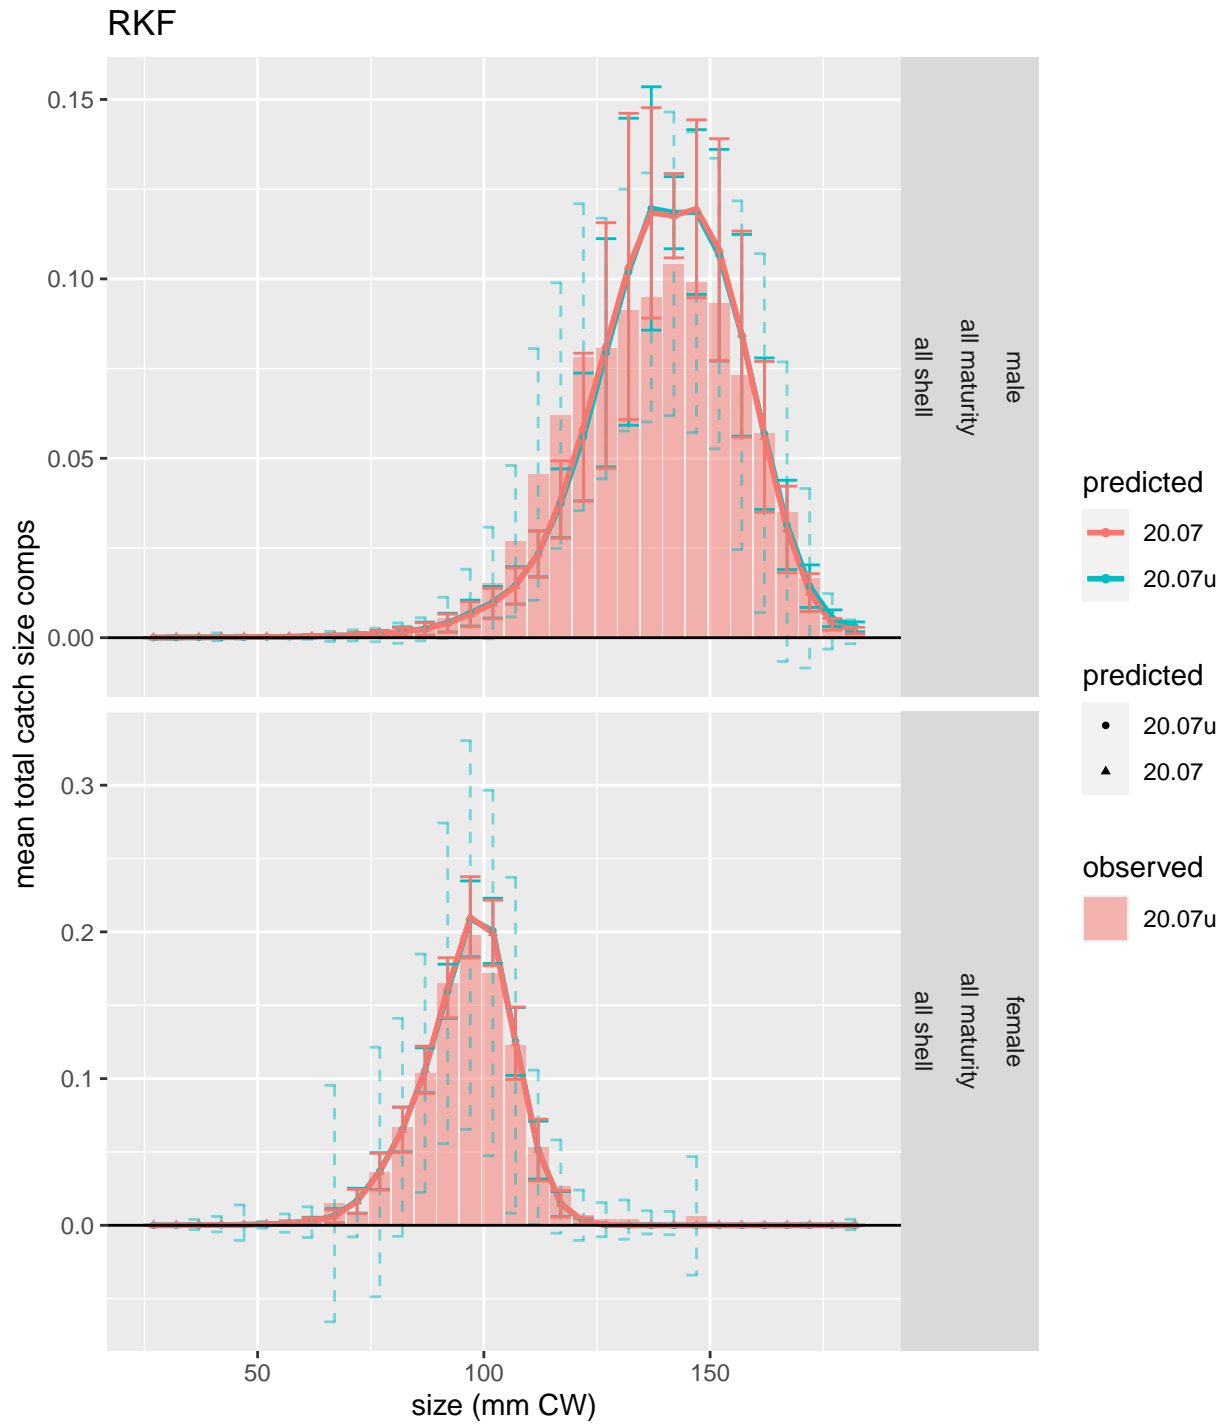 RKF
mean total catch size comps
0.15
0.10
0.05
0.00
male
all maturity
all shell
0.3
0.2
0.1
0.0
female
all maturity
all shell
50
100
150
size (mm CW)
predicted
20.07
20.07u
predicted
20.07u
20.07
observed
20.07u